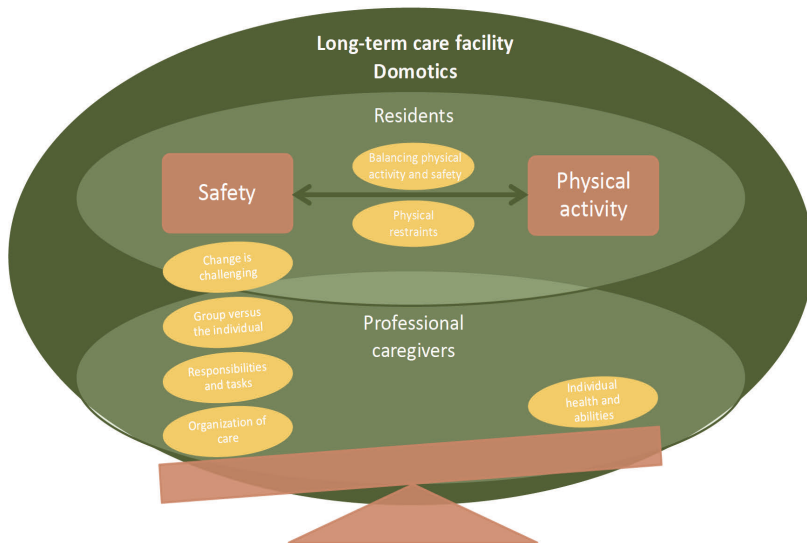 Long-term care facility
Domotics
Residents
Balancing physical
activity and safety
Safety
Physical
activity
Physical
restraints
Change is
challenging
Group versus
the individual
Professional
caregivers
Responsibilities
and tasks
Individual
health and
abilities
Organization of
care